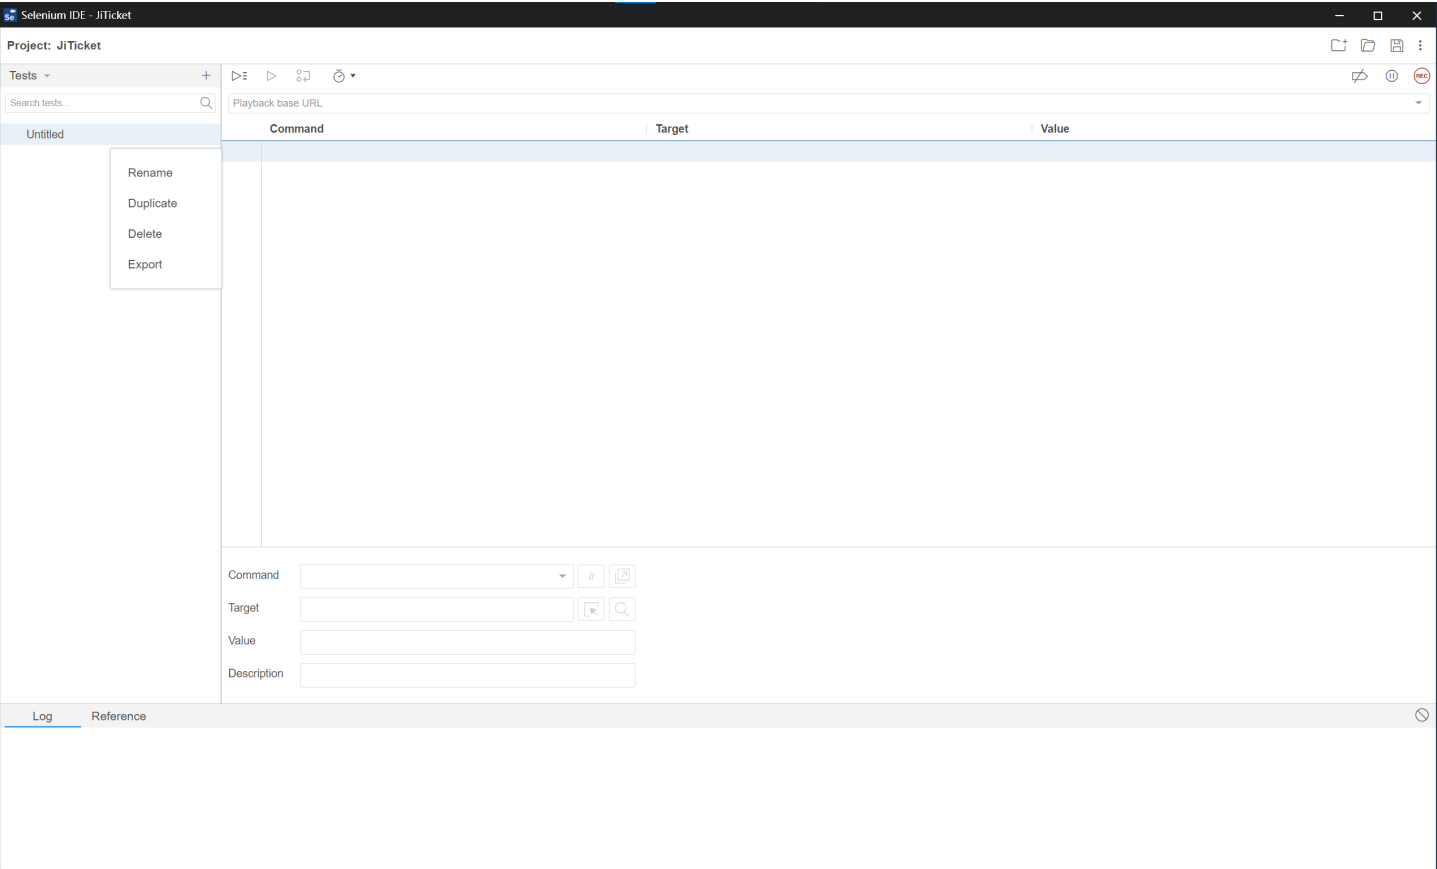 Selenium IDE - JiTicket
Project: JiTicket
Tests
Search tests...
Playback base URL
Command Target Value
Untitled
Rename
Duplicate
Delete
Export
REC
Command
//
Target
Value
Description
Log Reference